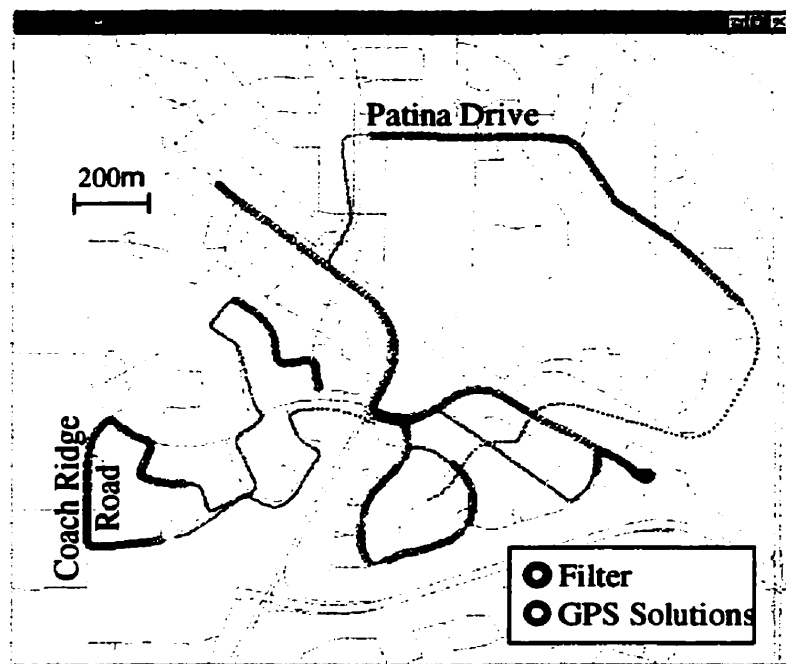 Patina Drive
200m
Coach Ridge
Road
Filter
GPS Solutions